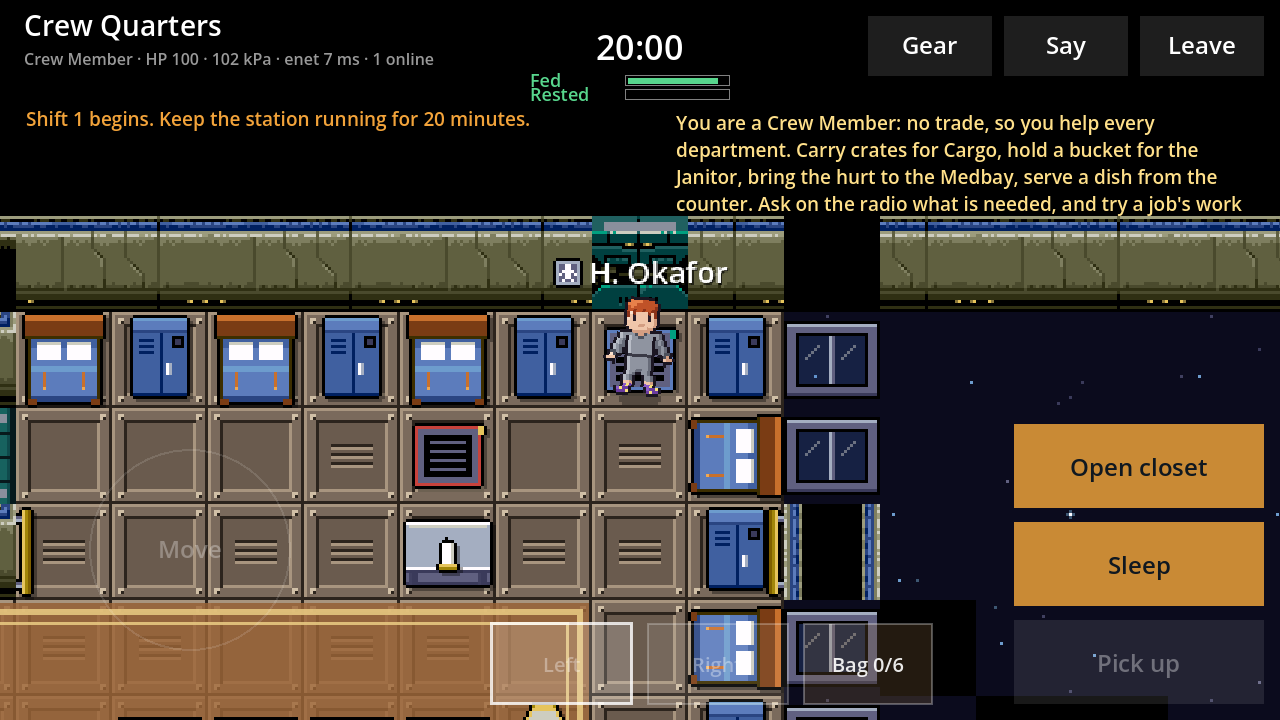 Crew Quarters
Crew Member · HP 100 · 102 kPa · enet 7 ms · 1 online
20:00
Gear
Say
Leave
Fed
Rested
Shift 1 begins. Keep the station running for 20 minutes.
You are a Crew Member: no trade, so you help every
department. Carry crates for Cargo, hold a bucket for the
Janitor, bring the hurt to the Medbay, serve a dish from the
counter. Ask on the radio what is needed, and try a job's work
H. Okafor
Open closet
Move
Sleep
Left
Right
Bag 0/6
Pick up